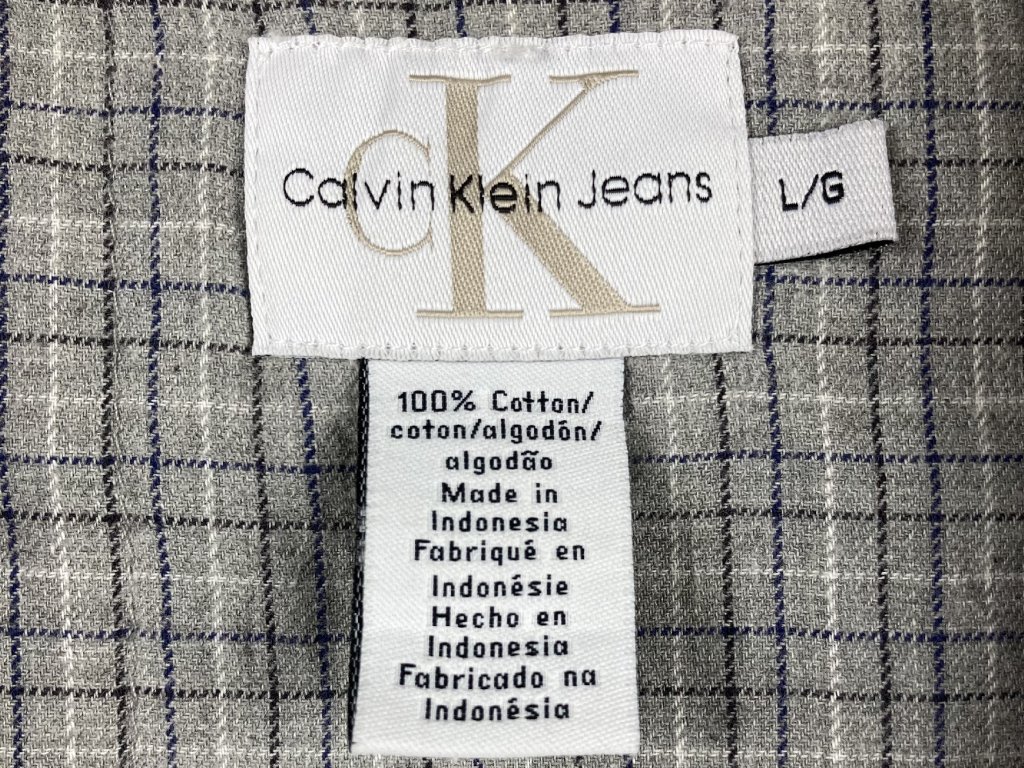 CK
Calvin Klein Jeans
L/G
100% Cotton/
coton/algodón/
algodão
Made in
Indonesia
Fabriqué en
Indonésie
Hecho en
Indonesia
Fabricado na
Indonésia